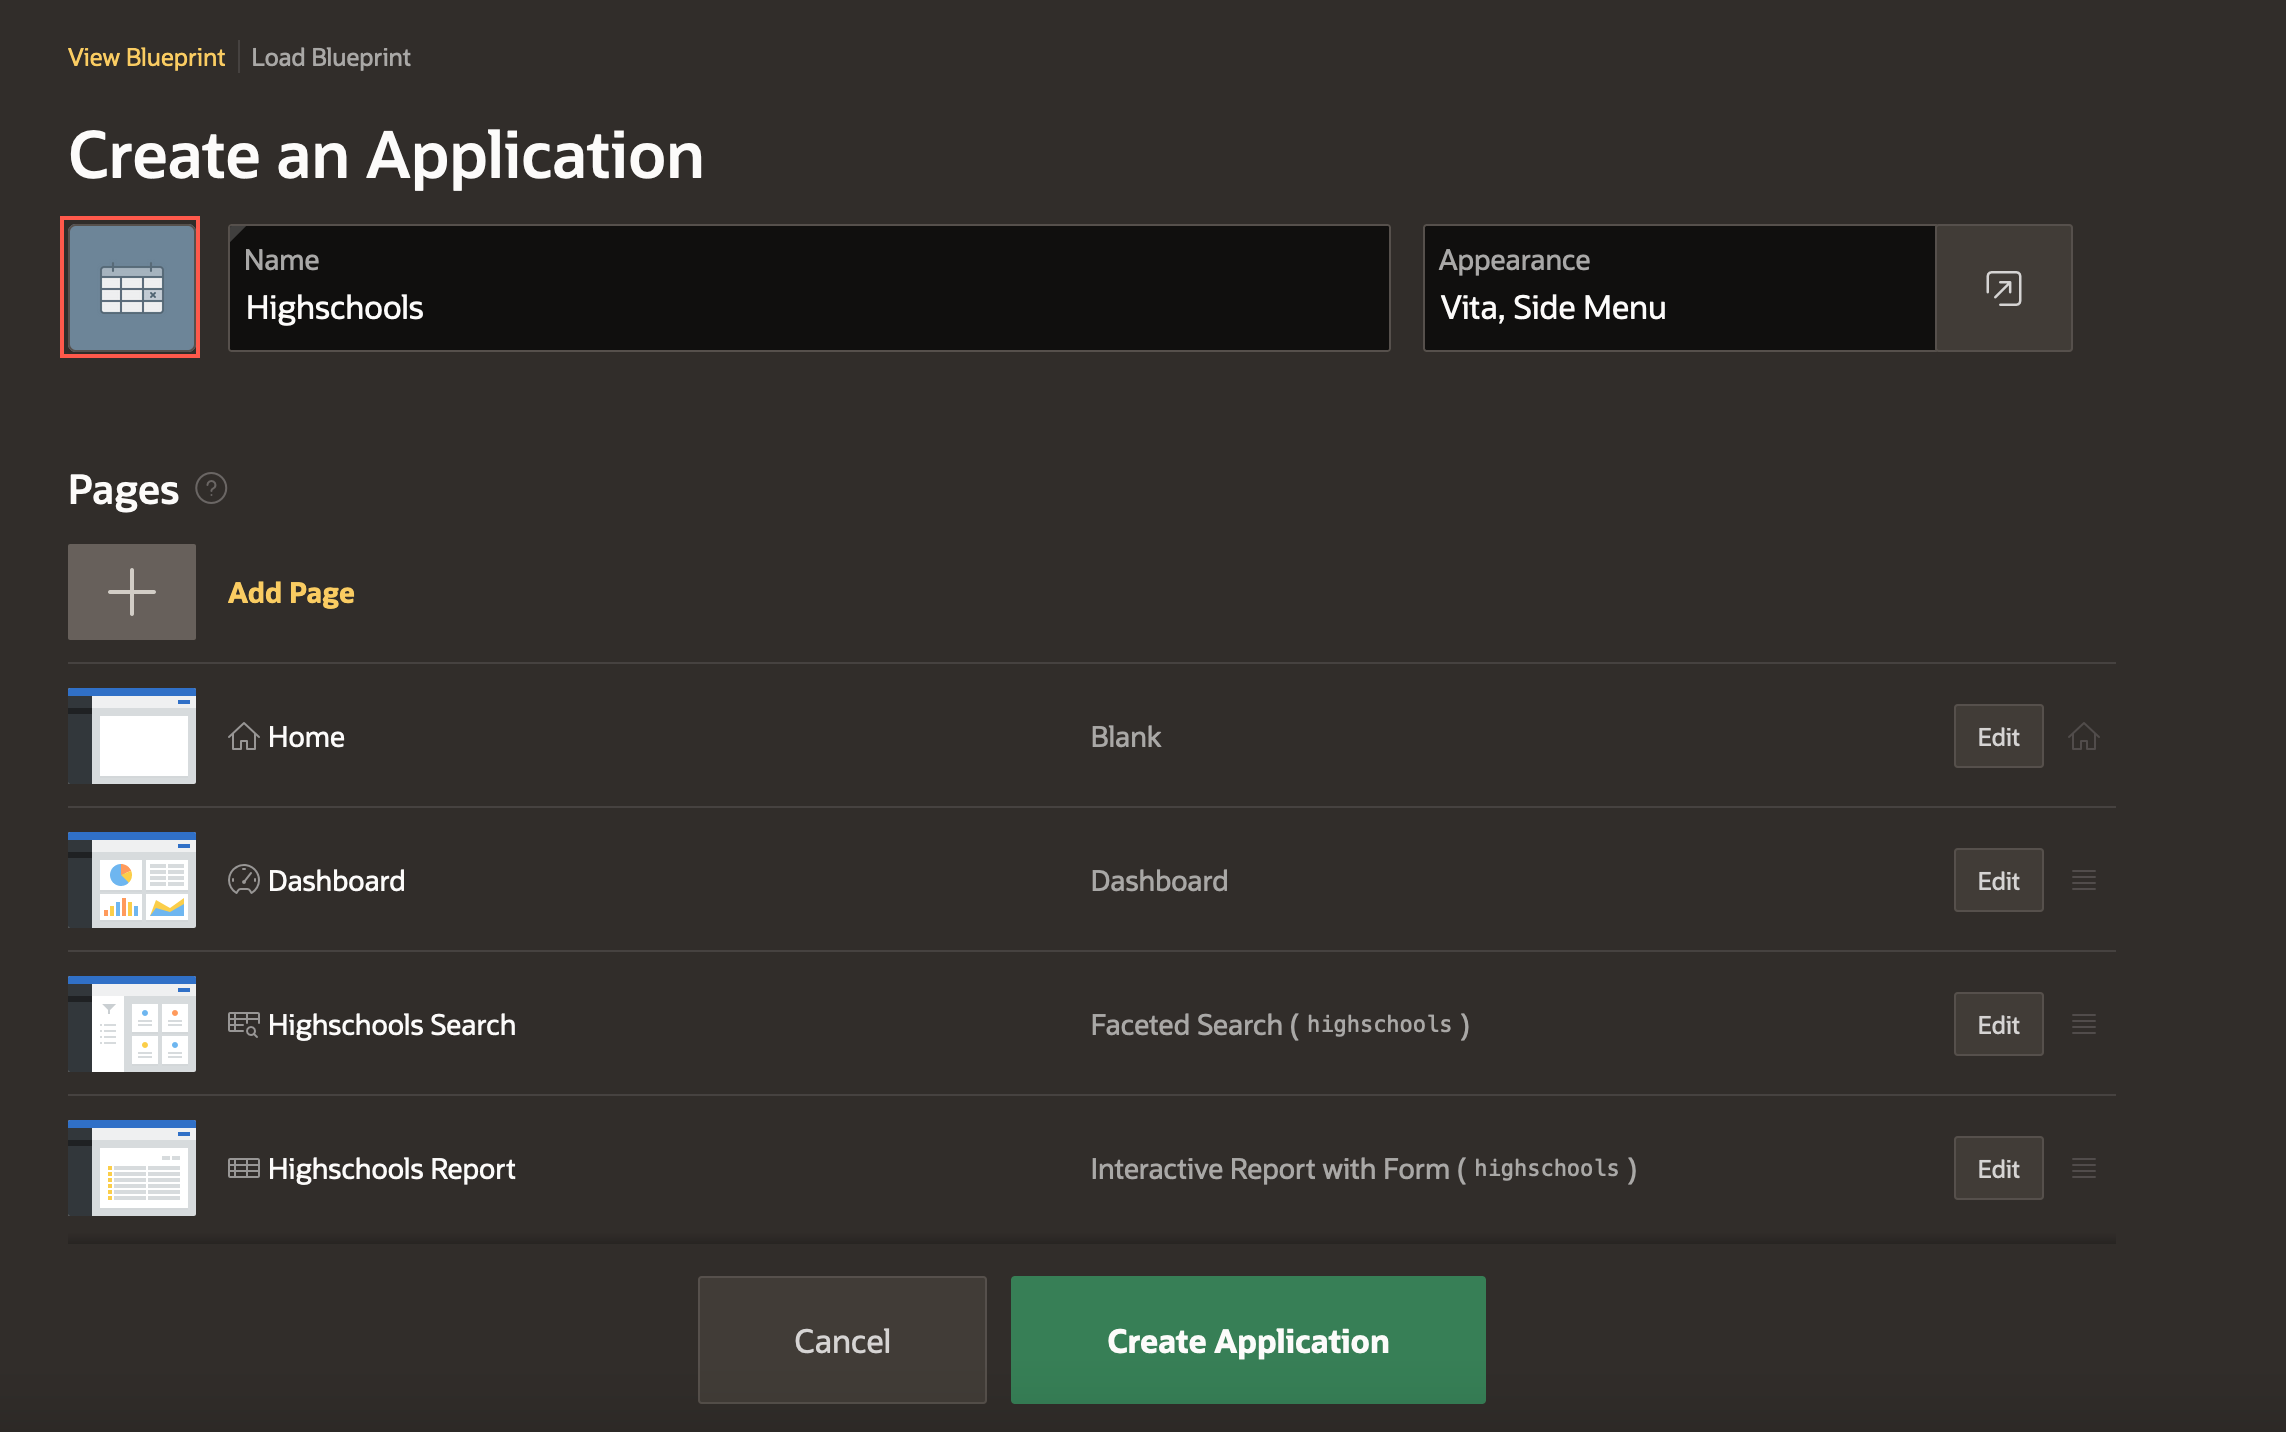 View Blueprint Load Blueprint
Create an Application
Name
Highschools
Appearance
Vita, Side Menu
Pages ?
Add Page
Home Blank Edit
Dashboard Dashboard Edit
Highschools Search Faceted Search ( highschools ) Edit
Highschools Report Interactive Report with Form ( highschools ) Edit
Cancel Create Application